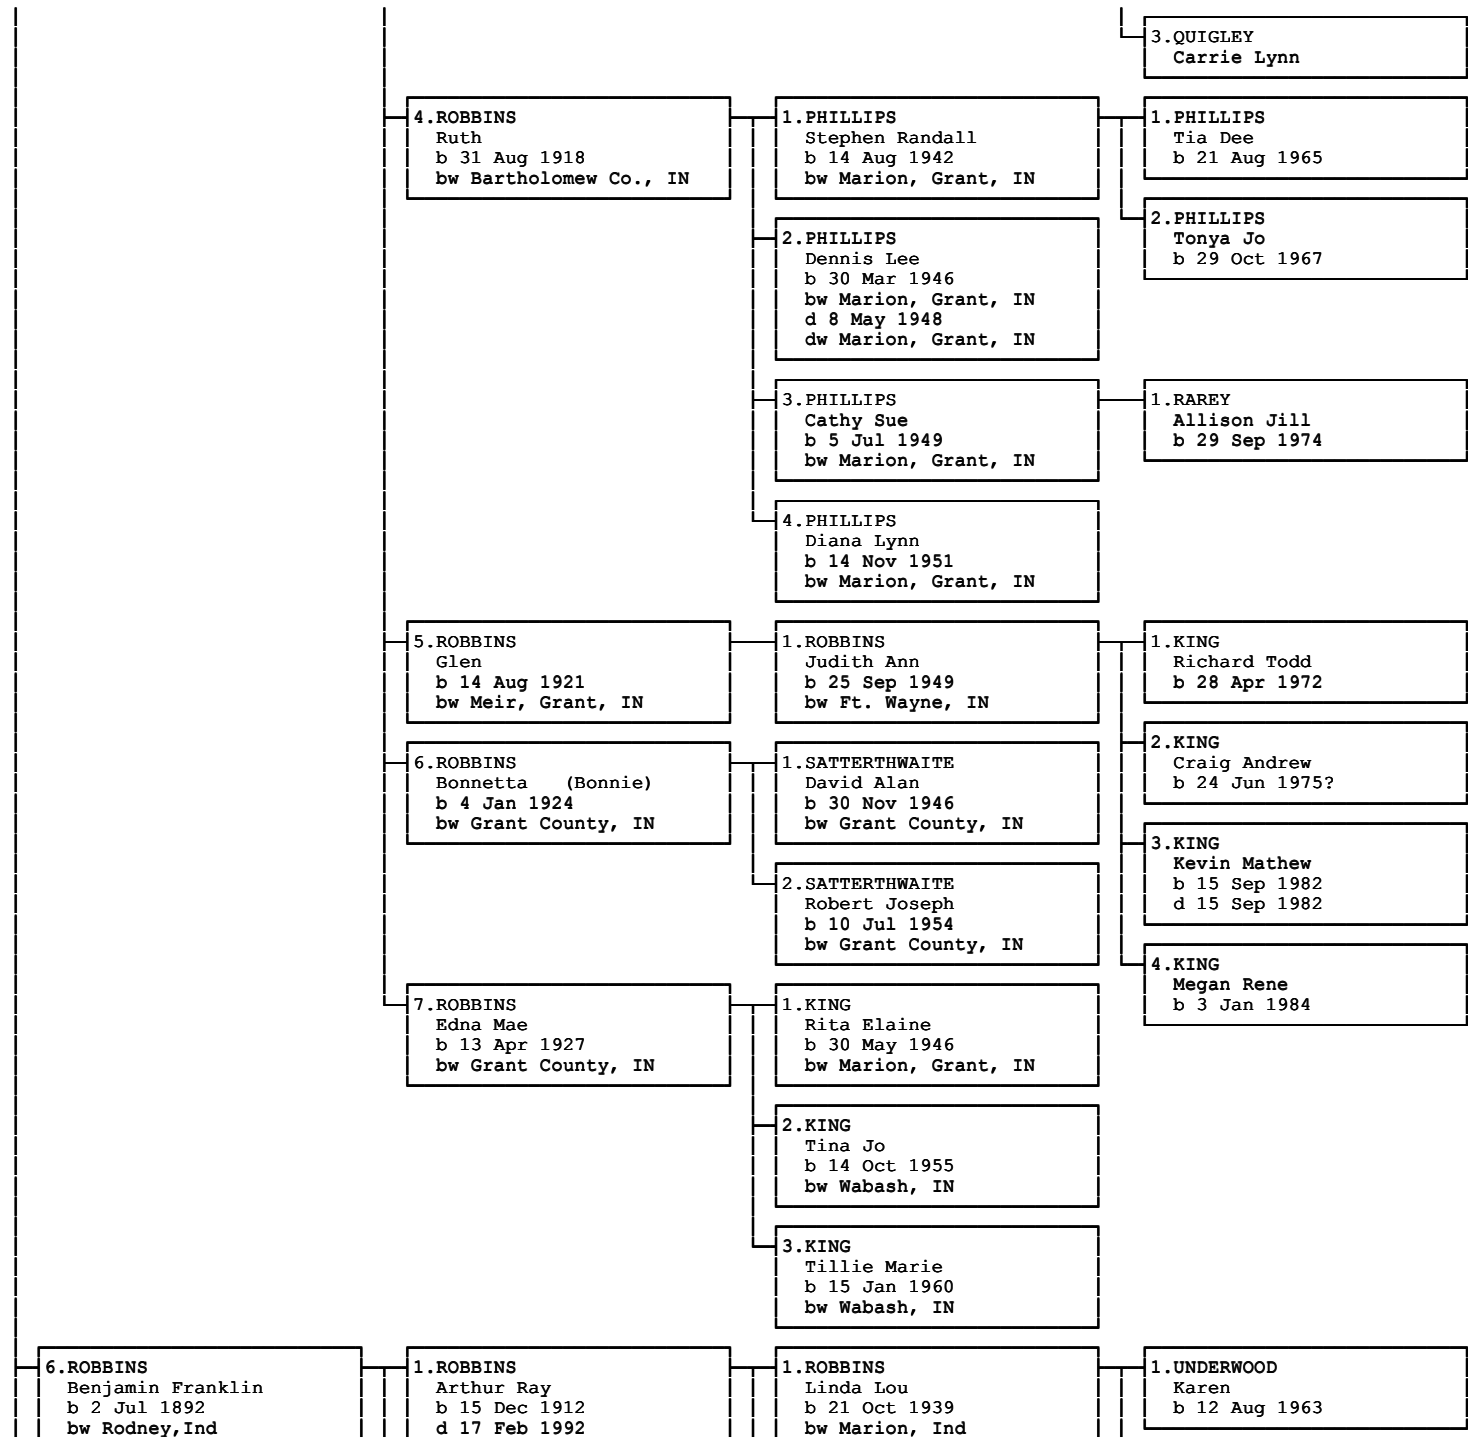 3.QUIGLEY
Carrie Lynn
4.ROBBINS
Ruth
b 31 Aug 1918
bw Bartholomew Co., IN
1.PHILLIPS
Stephen Randall
b 14 Aug 1942
bw Marion, Grant, IN
1.PHILLIPS
Tia Dee
b 21 Aug 1965
2.PHILLIPS
Tonya Jo
b 29 Oct 1967
2.PHILLIPS
Dennis Lee
b 30 Mar 1946
bw Marion, Grant, IN
d 8 May 1948
dw Marion, Grant, IN
3.PHILLIPS
Cathy Sue
b 5 Jul 1949
bw Marion, Grant, IN
1.RAREY
Allison Jill
b 29 Sep 1974
4.PHILLIPS
Diana Lynn
b 14 Nov 1951
bw Marion, Grant, IN
5.ROBBINS
Glen
b 14 Aug 1921
bw Meir, Grant, IN
1.ROBBINS
Judith Ann
b 25 Sep 1949
bw Ft. Wayne, IN
1.KING
Richard Todd
b 28 Apr 1972
2.KING
Craig Andrew
b 24 Jun 1975?
3.KING
Kevin Mathew
b 15 Sep 1982
d 15 Sep 1982
4.KING
Megan Rene
b 3 Jan 1984
6.ROBBINS
Bonnetta   (Bonnie)
b 4 Jan 1924
bw Grant County, IN
1.SATTERTHWAITE
David Alan
b 30 Nov 1946
bw Grant County, IN
2.SATTERTHWAITE
Robert Joseph
b 10 Jul 1954
bw Grant County, IN
7.ROBBINS
Edna Mae
b 13 Apr 1927
bw Grant County, IN
1.KING
Rita Elaine
b 30 May 1946
bw Marion, Grant, IN
2.KING
Tina Jo
b 14 Oct 1955
bw Wabash, IN
3.KING
Tillie Marie
b 15 Jan 1960
bw Wabash, IN
6.ROBBINS
Benjamin Franklin
b 2 Jul 1892
bw Rodney,Ind
1.ROBBINS
Arthur Ray
b 15 Dec 1912
d 17 Feb 1992
1.ROBBINS
Linda Lou
b 21 Oct 1939
bw Marion, Ind
1.UNDERWOOD
Karen
b 12 Aug 1963